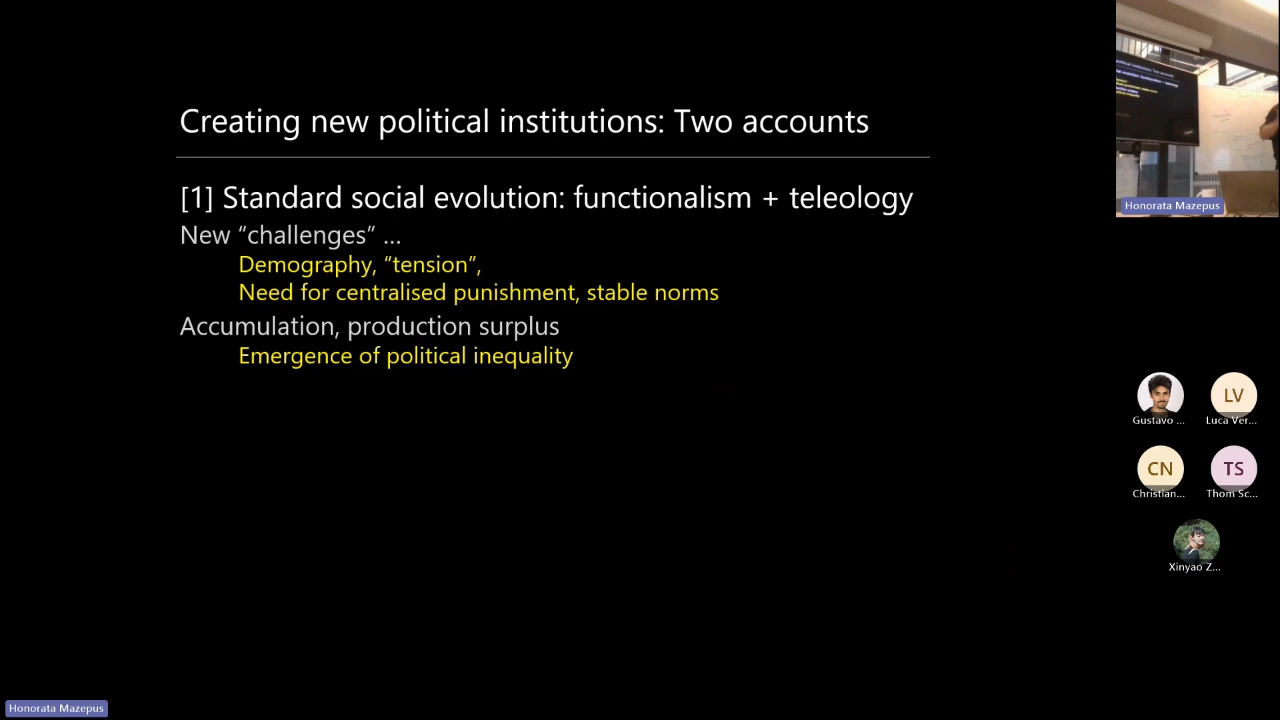 Creating new political institutions: Two accounts
[1] Standard social evolution: functionalism + teleology
New “challenges” ...
Demography, “tension”,
Need for centralised punishment, stable norms
Accumulation, production surplus
Emergence of political inequality
Honorata Mazepus
Gustavo ...
LV
Luca Ver...
CN
Christian...
TS
Thom Sc...
Xinyao Z...
Honorata Mazepus